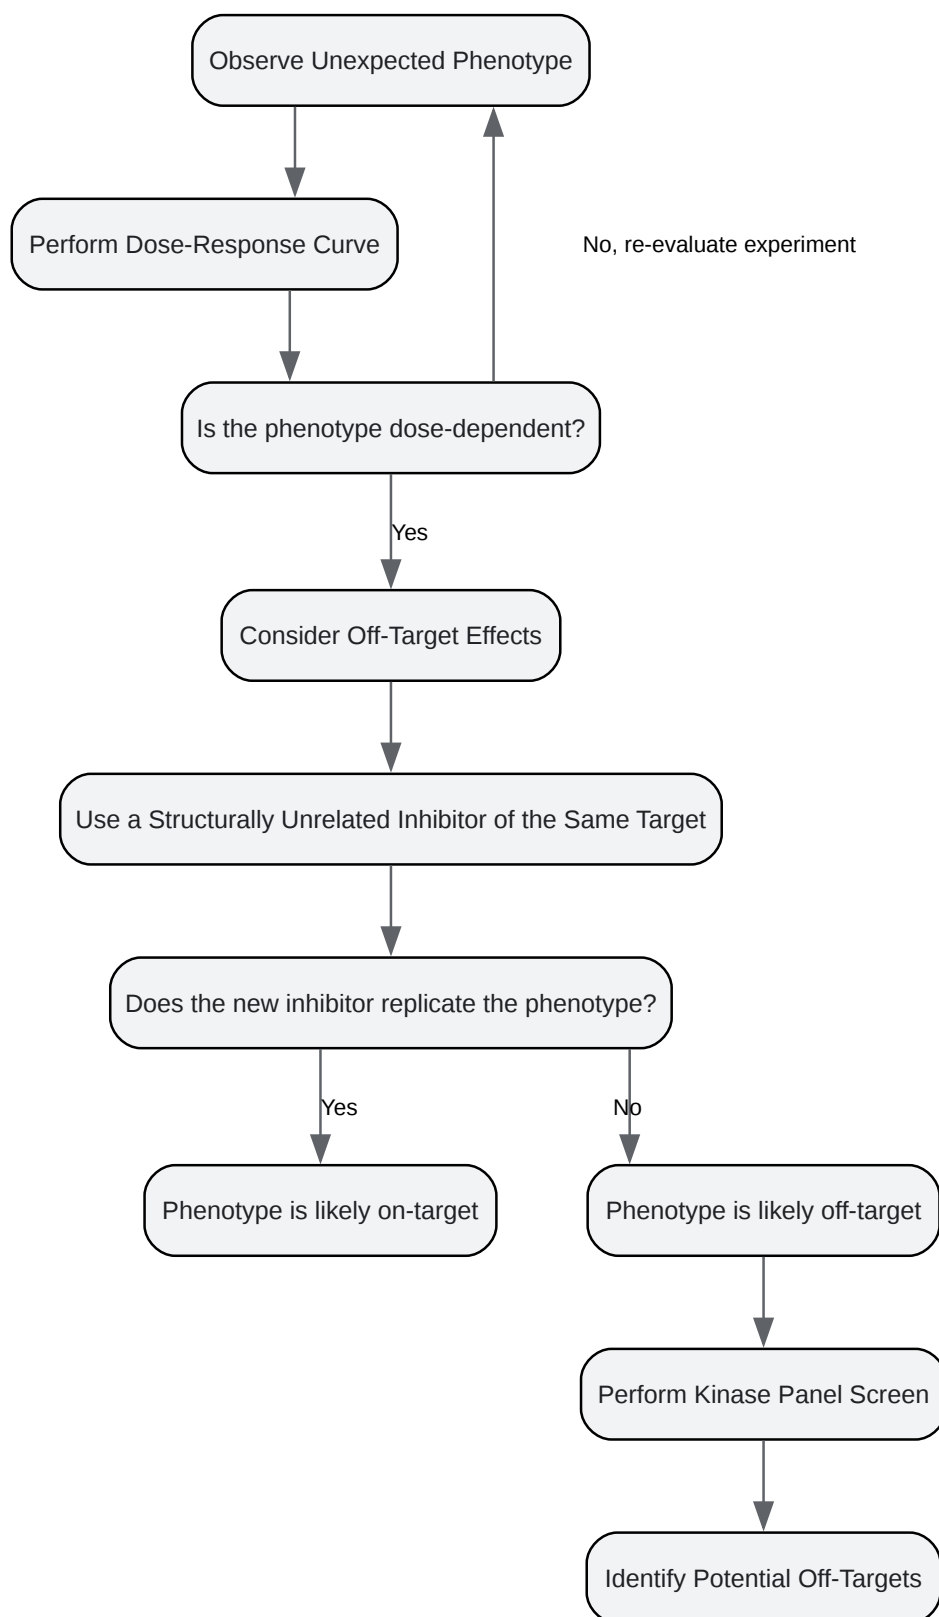 Observe Unexpected Phenotype
Perform Dose-Response Curve
No, re-evaluate experiment
Is the phenotype dose-dependent?
Yes
Consider Off-Target Effects
Use a Structurally Unrelated Inhibitor of the Same Target
Does the new inhibitor replicate the phenotype?
Yes
No
Phenotype is likely on-target
Phenotype is likely off-target
Perform Kinase Panel Screen
Identify Potential Off-Targets